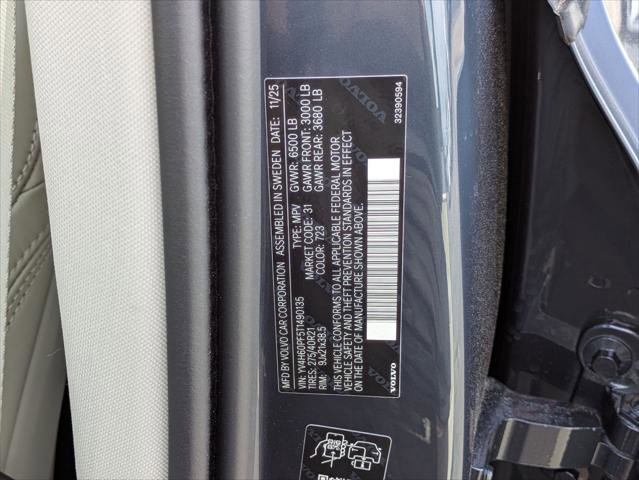 MFD BY VOLVO CAR CORPORATION ASSEMBLED IN SWEDEN DATE: 11/25
VIN: YV4H60PF5T1490135 TYPE: MPV GVWR: 6500 LB
TIRES: 275/40R21 MARKET CODE: 31 GAWR FRONT: 3000 LB
RIM: 9Jx21x38.5 COLOR: 723 GAWR REAR: 3680 LB
THIS VEHICLE CONFORMS TO ALL APPLICABLE FEDERAL MOTOR
VEHICLE SAFETY AND THEFT PREVENTION STANDARDS IN EFFECT
ON THE DATE OF MANUFACTURE SHOWN ABOVE.
VOLVO
32390594
VOLVO